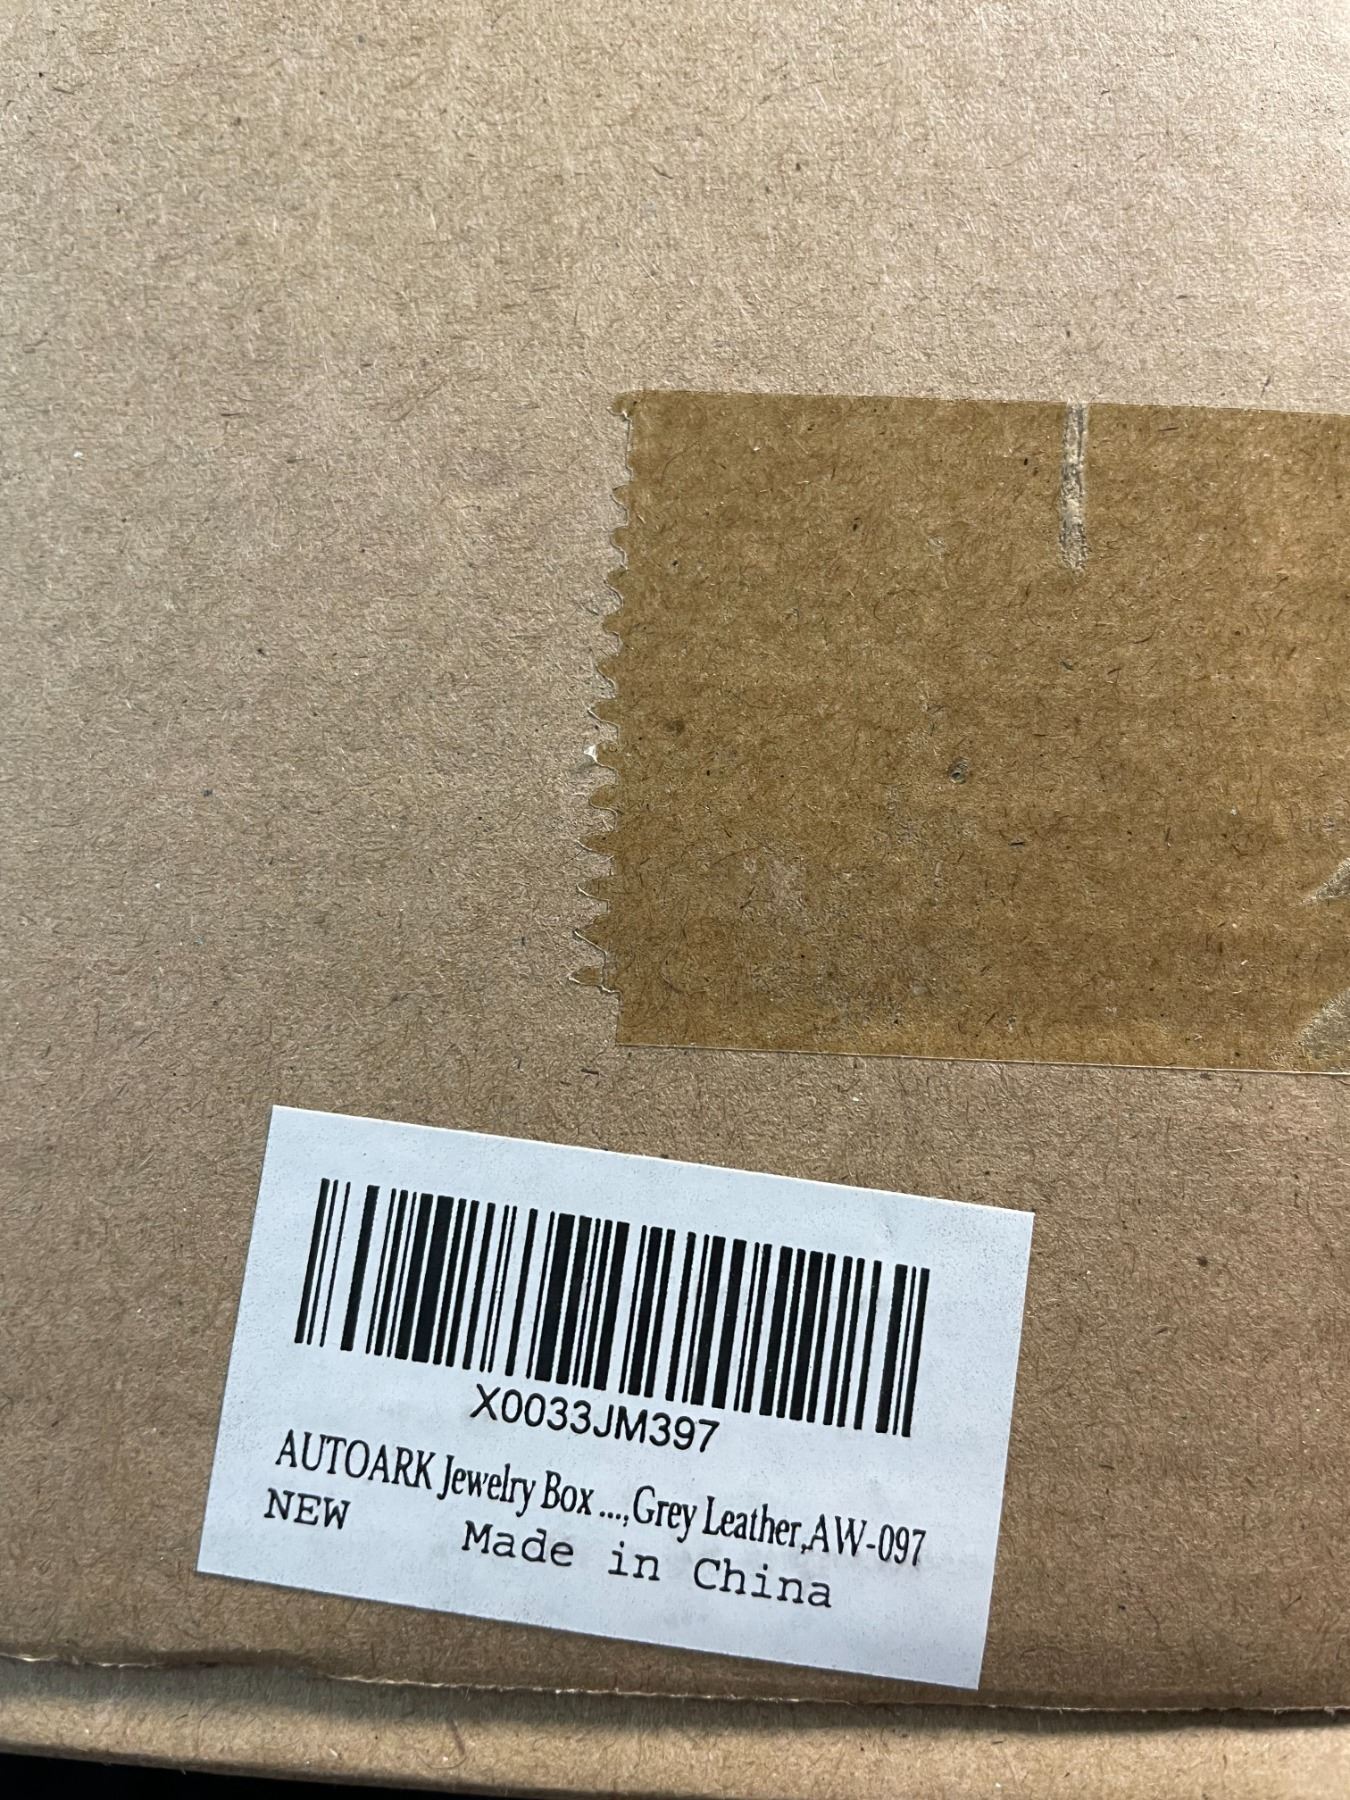 X0033JM397
AUTOARK Jewelry Box ...,Grey Leather,AW-097
NEW Made in China